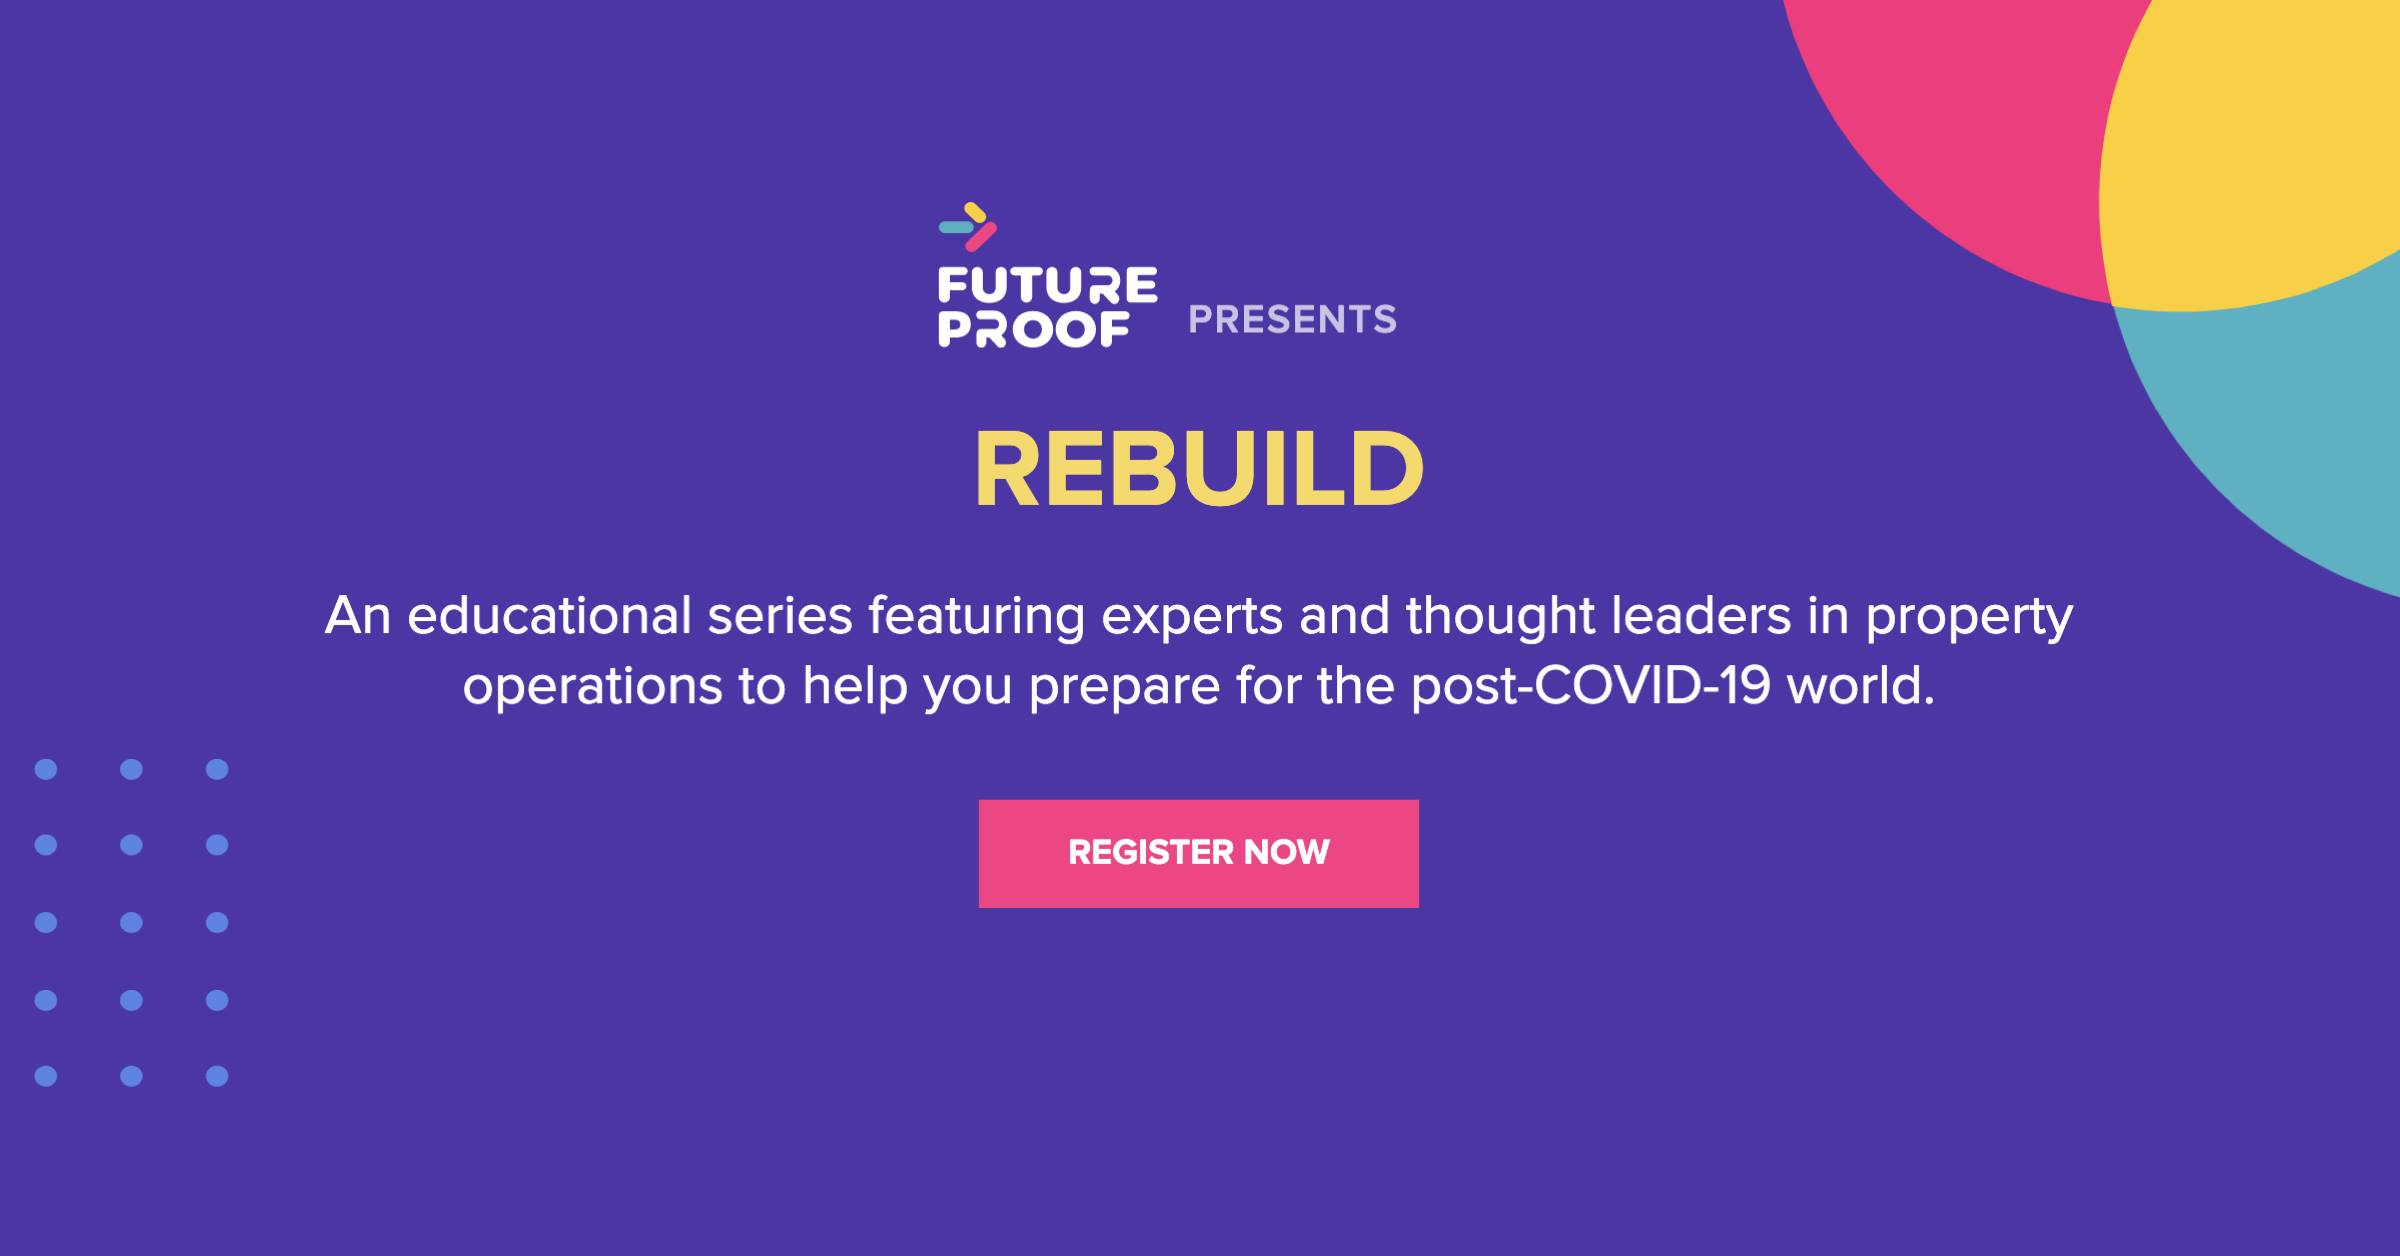 FUTURE
PROOF PRESENTS
REBUILD
An educational series featuring experts and thought leaders in property
operations to help you prepare for the post-COVID-19 world.
REGISTER NOW